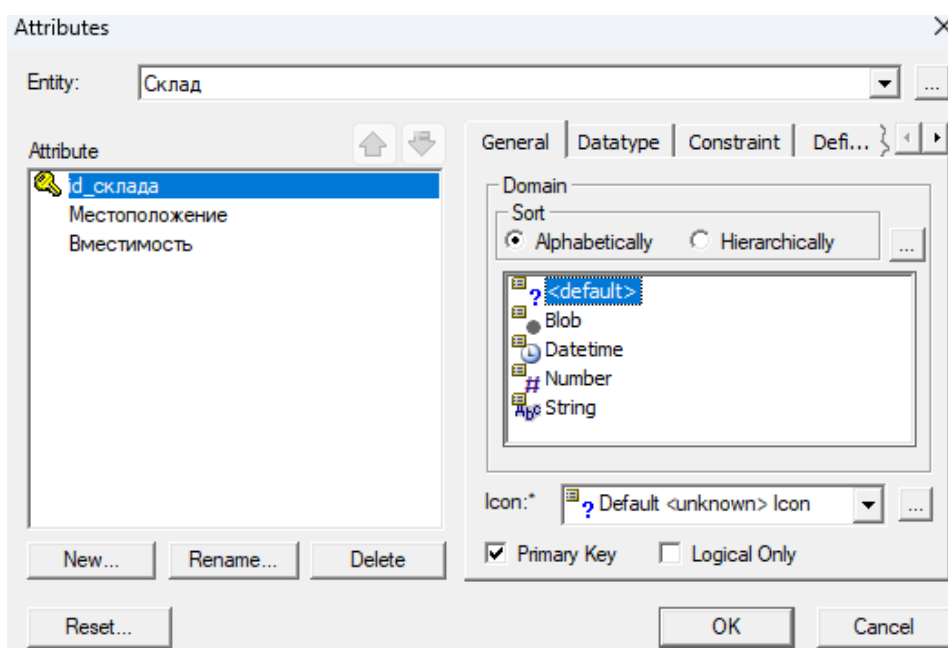 Attributes
Entity: Склад ...
Attribute
id_склада
Местоположение
Вместимость
New... Rename... Delete
General Datatype Constraint Defi...
Domain
Sort
Alphabetically Hierarchically ...
<default>
Blob
Datetime
Number
String
Icon:* Default <unknown> Icon ...
Primary Key Logical Only
Reset... OK Cancel